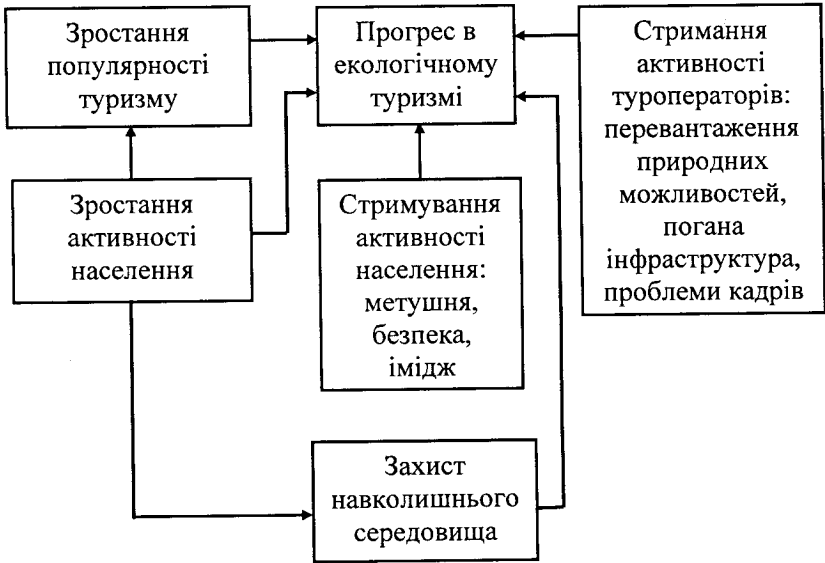 Зростання
популярності
туризму
Прогрес в
екологічному
туризмі
Стримання
активності
туроператорів:
перевантаження
природних
можливостей,
погана
інфраструктура,
проблеми кадрів
Зростання
активності
населення
Стримування
активності
населення:
метушня,
безпека,
імідж
Захист
навколишнього
середовища